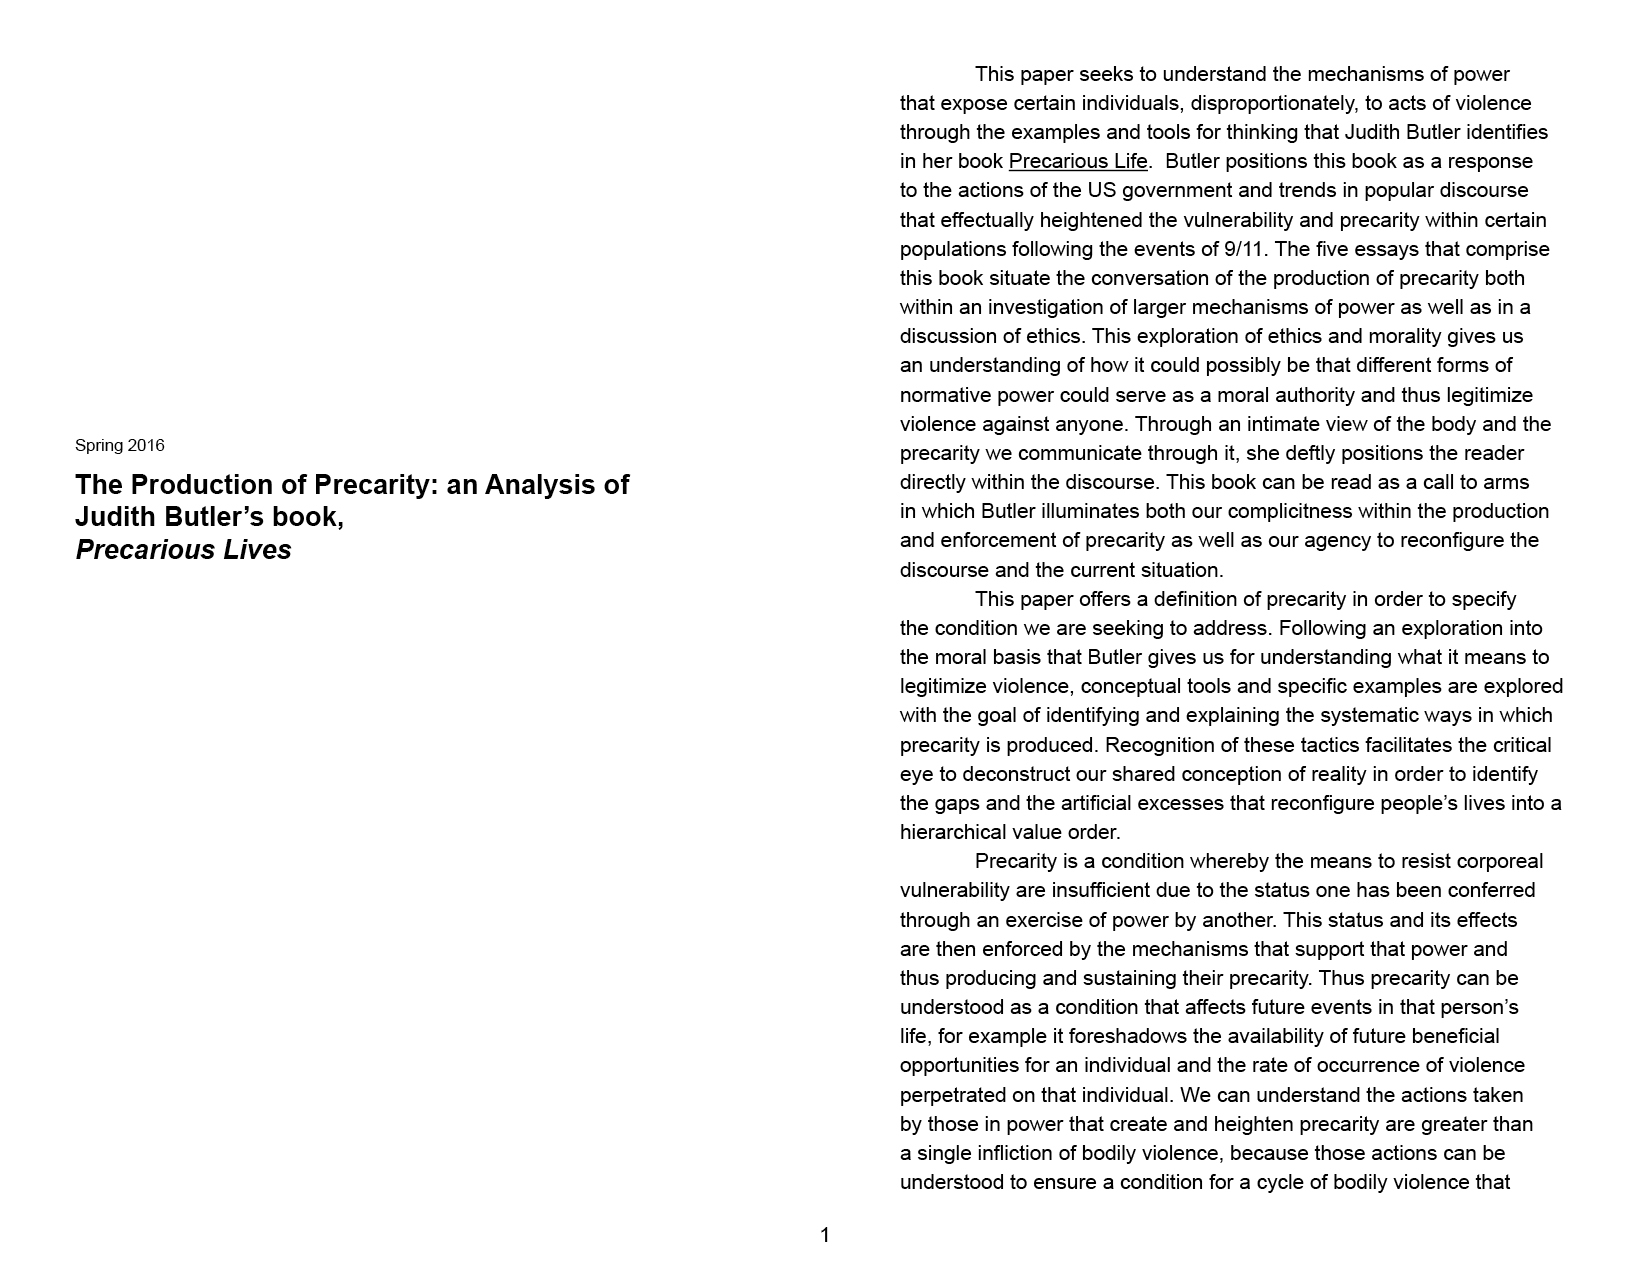 Spring 2016
The Production of Precarity: an Analysis of
Judith Butler’s book,
Precarious Lives
This paper seeks to understand the mechanisms of power
that expose certain individuals, disproportionately, to acts of violence
through the examples and tools for thinking that Judith Butler identifies
in her book Precarious Life.  Butler positions this book as a response
to the actions of the US government and trends in popular discourse
that effectually heightened the vulnerability and precarity within certain
populations following the events of 9/11. The five essays that comprise
this book situate the conversation of the production of precarity both
within an investigation of larger mechanisms of power as well as in a
discussion of ethics. This exploration of ethics and morality gives us
an understanding of how it could possibly be that different forms of
normative power could serve as a moral authority and thus legitimize
violence against anyone. Through an intimate view of the body and the
precarity we communicate through it, she deftly positions the reader
directly within the discourse. This book can be read as a call to arms
in which Butler illuminates both our complicitness within the production
and enforcement of precarity as well as our agency to reconfigure the
discourse and the current situation.
This paper offers a definition of precarity in order to specify
the condition we are seeking to address. Following an exploration into
the moral basis that Butler gives us for understanding what it means to
legitimize violence, conceptual tools and specific examples are explored
with the goal of identifying and explaining the systematic ways in which
precarity is produced. Recognition of these tactics facilitates the critical
eye to deconstruct our shared conception of reality in order to identify
the gaps and the artificial excesses that reconfigure people’s lives into a
hierarchical value order.
Precarity is a condition whereby the means to resist corporeal
vulnerability are insufficient due to the status one has been conferred
through an exercise of power by another. This status and its effects
are then enforced by the mechanisms that support that power and
thus producing and sustaining their precarity. Thus precarity can be
understood as a condition that affects future events in that person’s
life, for example it foreshadows the availability of future beneficial
opportunities for an individual and the rate of occurrence of violence
perpetrated on that individual. We can understand the actions taken
by those in power that create and heighten precarity are greater than
a single infliction of bodily violence, because those actions can be
understood to ensure a condition for a cycle of bodily violence that
1